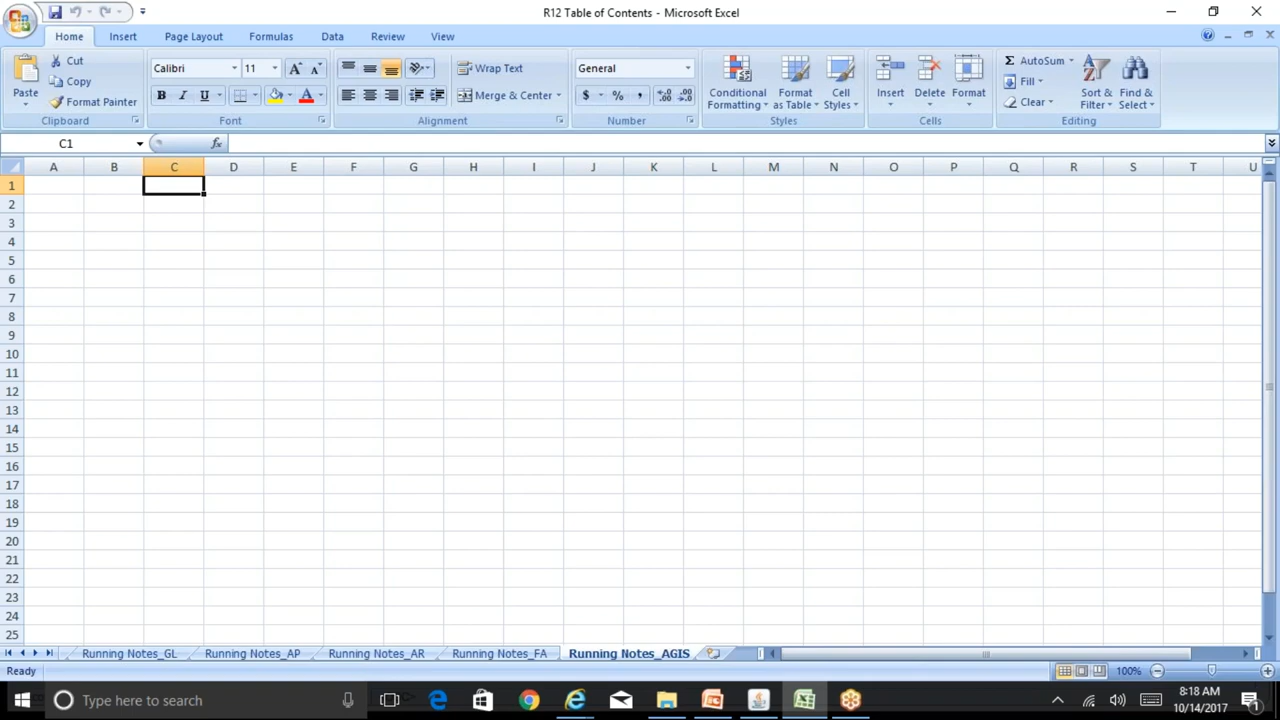 R12 Table of Contents - Microsoft Excel
Home Insert Page Layout Formulas Data Review View
Paste
Cut
Copy
Format Painter
Clipboard
Calibri 11
B I U A
Font
Wrap Text
Merge & Center
Alignment
General
$ % ,
Number
Conditional Formatting
Format as Table
Cell Styles
Styles
Insert Delete Format
Cells
Σ AutoSum
Fill
Clear
Sort & Filter
Find & Select
Editing
C1 fx
A B C D E F G H I J K L M N O P Q R S T U
1
2
3
4
5
6
7
8
9
10
11
12
13
14
15
16
17
18
19
20
21
22
23
24
25
Running Notes_GL Running Notes_AP Running Notes_AR Running Notes_FA Running Notes_AGIS
Ready 100%
Type here to search
8:18 AM
10/14/2017
1